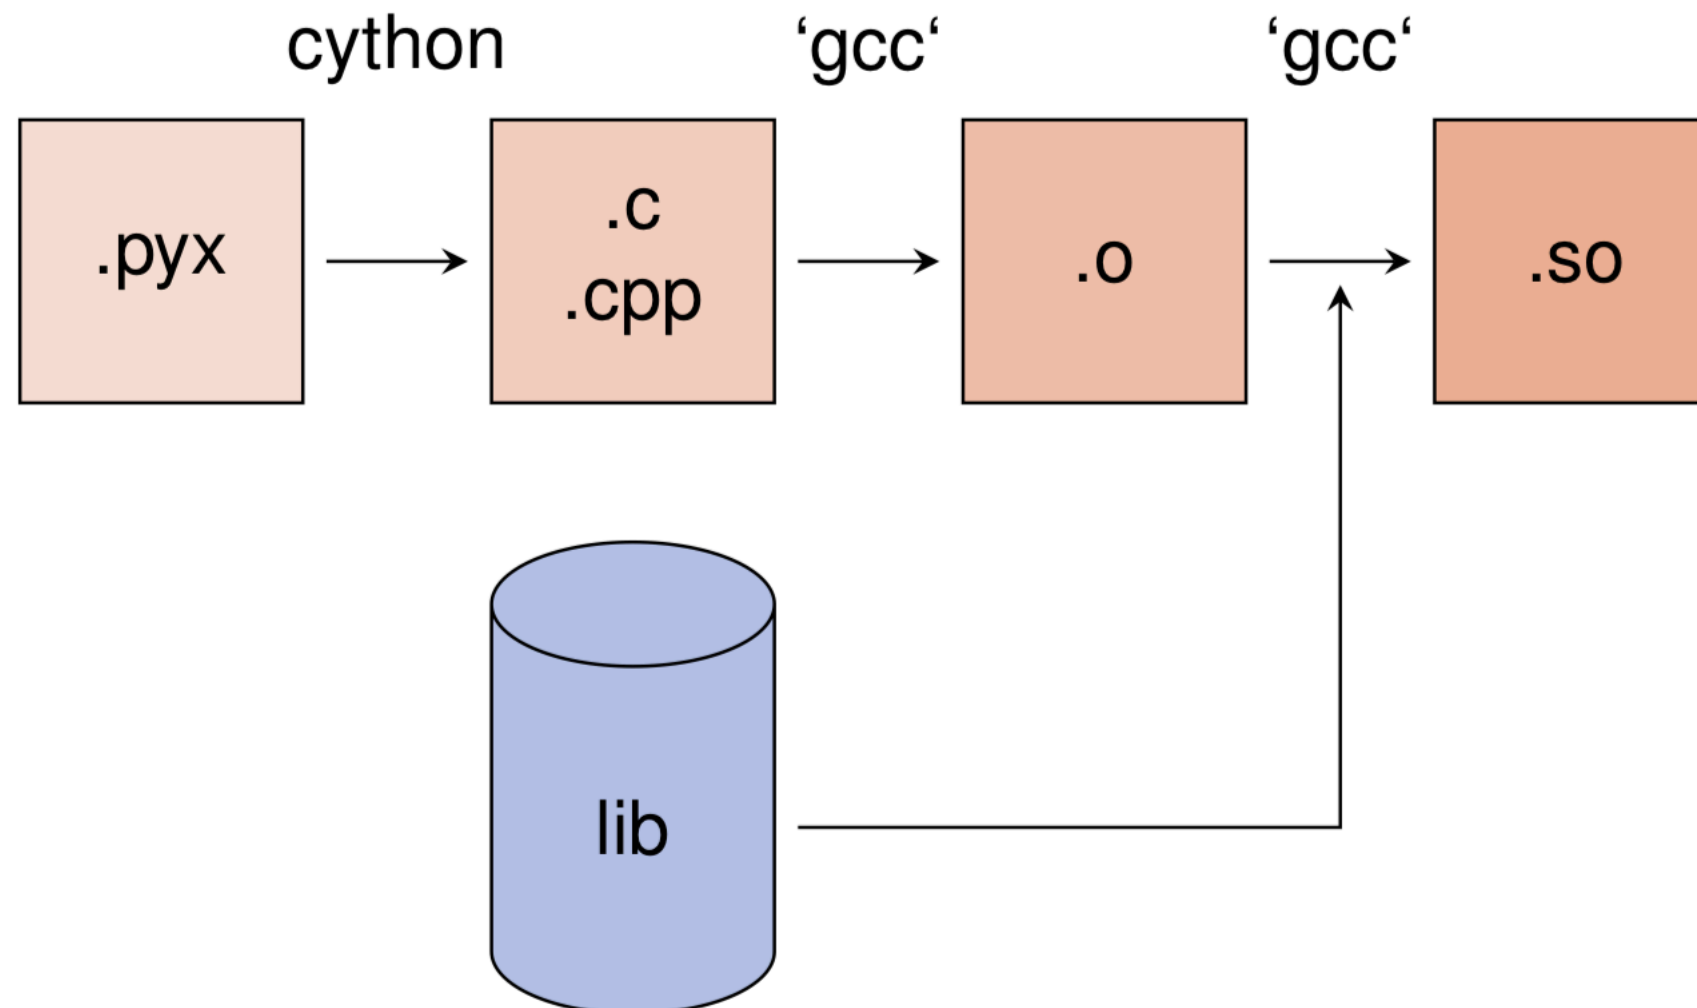 cython
‘gcc‘
‘gcc‘
.pyx
.c
.cpp
.o
.so
lib